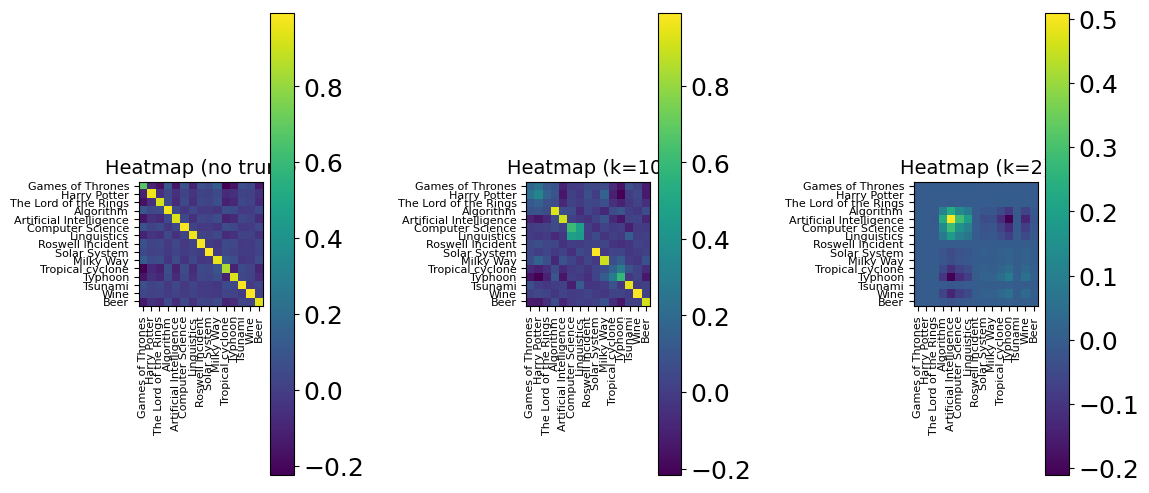 Heatmap (no trun
Games of Thrones
Harry Potter
The Lord of the Rings
Algorithm
Artificial Intelligence
Computer Science
Linguistics
Roswell Incident
Solar System
Milky Way
Tropical cyclone
Typhoon
Tsunami
Wine
Beer
Games of Thrones
Harry Potter
The Lord of the Rings
Algorithm
Artificial Intelligence
Computer Science
Linguistics
Roswell Incident
Solar System
Milky Way
Tropical cyclone
Typhoon
Tsunami
Wine
Beer
0.8
0.6
0.4
0.2
0.0
−0.2
Heatmap (k=10
Games of Thrones
Harry Potter
The Lord of the Rings
Algorithm
Artificial Intelligence
Computer Science
Linguistics
Roswell Incident
Solar System
Milky Way
Tropical cyclone
Typhoon
Tsunami
Wine
Beer
Games of Thrones
Harry Potter
The Lord of the Rings
Algorithm
Artificial Intelligence
Computer Science
Linguistics
Roswell Incident
Solar System
Milky Way
Tropical cyclone
Typhoon
Tsunami
Wine
Beer
0.8
0.6
0.4
0.2
0.0
−0.2
Heatmap (k=2
Games of Thrones
Harry Potter
The Lord of the Rings
Algorithm
Artificial Intelligence
Computer Science
Linguistics
Roswell Incident
Solar System
Milky Way
Tropical cyclone
Typhoon
Tsunami
Wine
Beer
Games of Thrones
Harry Potter
The Lord of the Rings
Algorithm
Artificial Intelligence
Computer Science
Linguistics
Roswell Incident
Solar System
Milky Way
Tropical cyclone
Typhoon
Tsunami
Wine
Beer
0.5
0.4
0.3
0.2
0.1
0.0
−0.1
−0.2